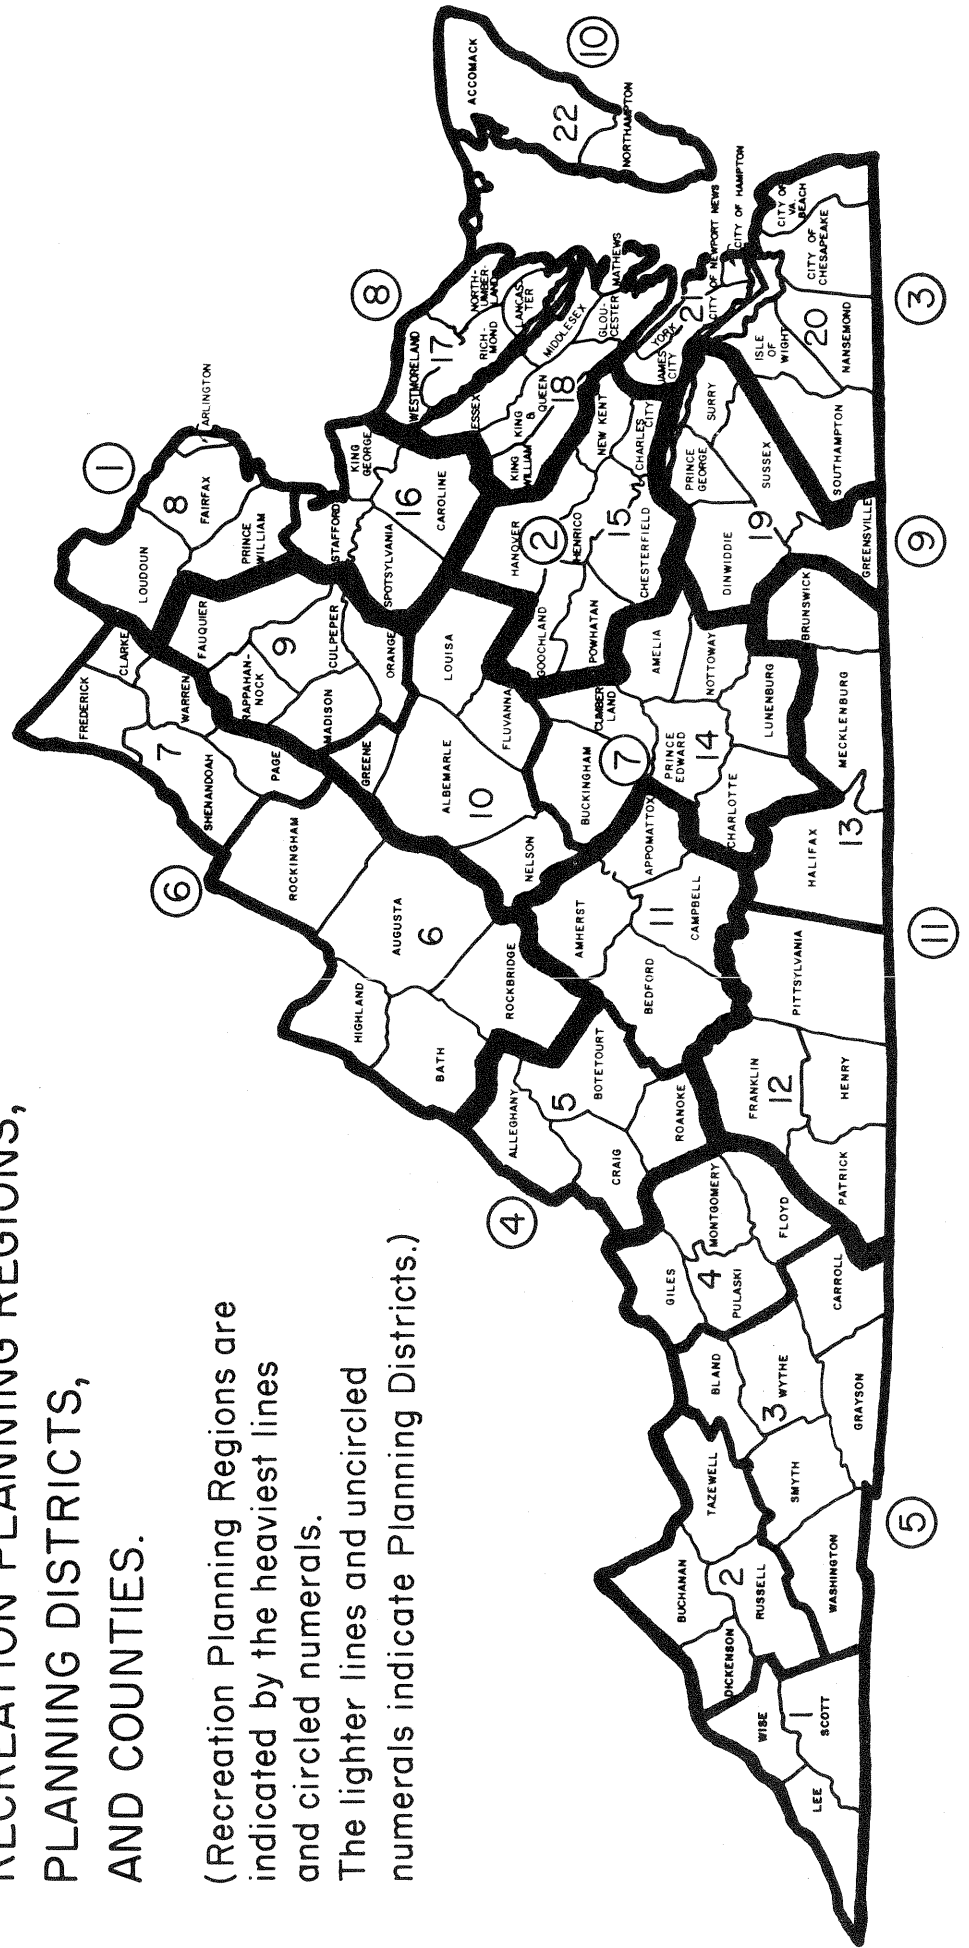 RECREATION PLANNING REGIONS,
PLANNING DISTRICTS,
AND COUNTIES.
(Recreation Planning Regions are
indicated by the heaviest lines
and circled numerals.
The lighter lines and uncircled
numerals indicate Planning Districts.)
1
2
3
4
5
6
7
8
9
10
11
LEE
WISE
1
SCOTT
DICKENSON
BUCHANAN
2
RUSSELL
TAZEWELL
WASHINGTON
SMYTH
3
WYTHE
BLAND
GRAYSON
CARROLL
GILES
4
PULASKI
MONTGOMERY
FLOYD
ALLEGHANY
5
BOTETOURT
CRAIG
ROANOKE
PATRICK
FRANKLIN
12
HENRY
PITTSYLVANIA
HIGHLAND
BATH
AUGUSTA
6
ROCKBRIDGE
ROCKINGHAM
SHENANDOAH
7
PAGE
WARREN
FREDERICK
CLARKE
AMHERST
BEDFORD
11
CAMPBELL
APPOMATTOX
NELSON
ALBEMARLE
10
GREENE
FLUVANNA
LOUISA
MADISON
RAPPAHAN-
NOCK
9
CULPEPER
FAUQUIER
ORANGE
LOUDOUN
8
FAIRFAX
ARLINGTON
PRINCE
WILLIAM
STAFFORD
KING
GEORGE
SPOTSYLVANIA
16
CAROLINE
BUCKINGHAM
CUMBER
LAND
PRINCE
EDWARD
14
AMELIA
NOTTOWAY
LUNENBURG
CHARLOTTE
HALIFAX
13
MECKLENBURG
BRUNSWICK
GOOCHLAND
POWHATAN
HANOVER
HENRICO
15
CHESTERFIELD
NEW KENT
CHARLES
CITY
DINWIDDIE
19
PRINCE
GEORGE
SURRY
SUSSEX
GREENSVILLE
WESTMORELAND
17
RICH-
MOND
NORTH-
UMBER-
LAND
LANCAS-
TER
ESSEX
KING
&
QUEEN
KING
WILLIAM
18
MIDDLESEX
GLOU-
CESTER
MATHEWS
JAMES
CITY
YORK
21
CITY OF NEWPORT NEWS
CITY OF HAMPTON
SOUTHAMPTON
ISLE
OF
WIGHT
20
NANSEMOND
CITY OF
CHESAPEAKE
CITY OF
VA.
BEACH
ACCOMACK
22
NORTHAMPTON